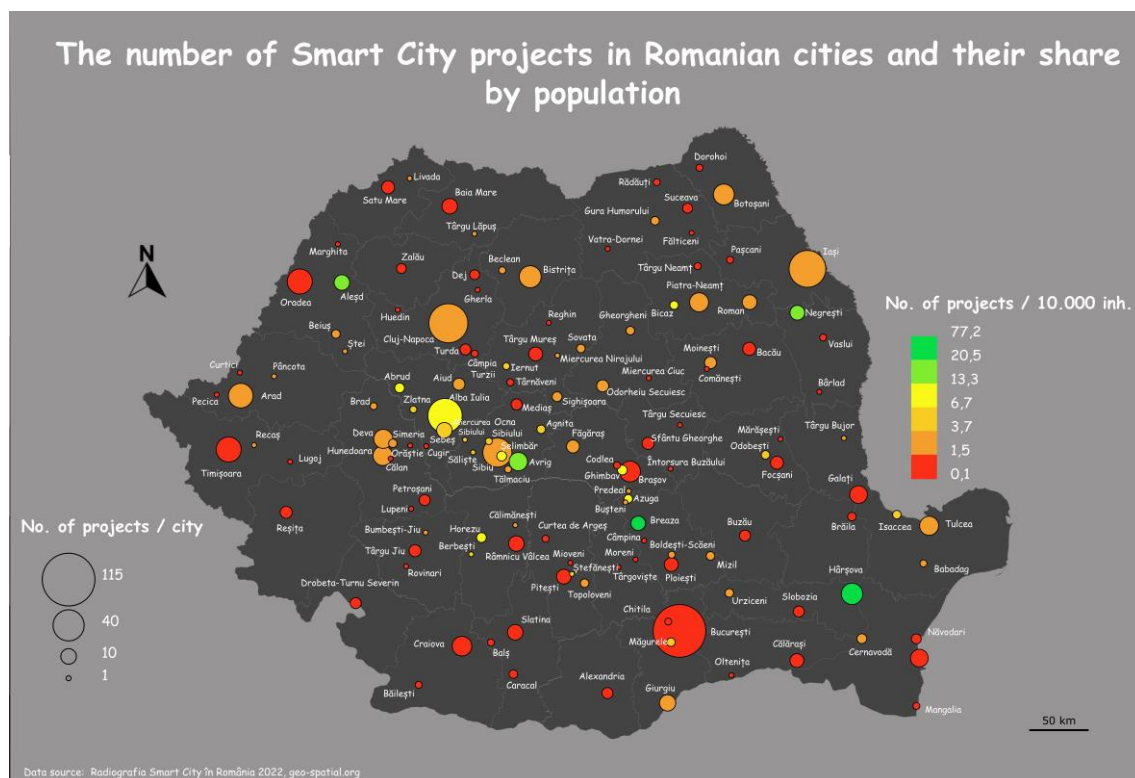 The number of Smart City projects in Romanian cities and their share
by population
Dorohoi
Livada
Rădăuți
Satu Mare
Baia Mare
Suceava
Botoșani
Gura Humorului
Târgu Lăpuș
Fălticeni
Marghita
Vatra-Dornei
Pașcani
Iași
N
Zalău
Beclean
Bistrița
Târgu Neamț
Dej
Piatra-Neamț
Oradea
Aleșd
Gherla
Roman
No. of projects / 10.000 inh.
Huedin
Reghin
Gheorgheni
Bicaz
Negrești
77,2
Beiuș
Cluj-Napoca
Târgu Mureș
Sovata
Moinești
20,5
Ștei
Turda
Câmpia
Turzii
Miercurea Nirajului
Bacău
Vaslui
Curtici
Pâncota
Iernut
Miercurea Ciuc
Comănești
13,3
Abrud
Aiud
Târnăveni
Odorheiu Secuiesc
Bârlad
6,7
Pecica
Arad
Zlatna
Alba Iulia
Sighișoara
Brad
Mediaș
Târgu Secuiesc
3,7
Miercurea
Sibiului
Ocna
Sibiului
Agnita
Mărășești
Târgu Bujor
Recaș
Deva
Simeria
Sebeș
Șelimbăr
Făgăraș
Sfântu Gheorghe
Odobești
1,5
Timișoara
Lugoj
Hunedoara
Orăștie
Cugir
Săliște
Sibiu
Avrig
Codlea
Întorsura Buzăului
Călan
Tălmaciu
Ghimbav
Brașov
Focșani
Galați
0,1
Petroșani
Predeal
Azuga
Reșița
Lupeni
Călimănești
Bușteni
Brăila
Isaccea
Tulcea
No. of projects / city
Bumbești-Jiu
Horezu
Curtea de Argeș
Breaza
Buzău
Târgu Jiu
Berbești
Râmnicu Vâlcea
Mioveni
Câmpina
Moreni
Boldești-Scăeni
115
Rovinari
Ștefănești
Târgoviște
Ploiești
Mizil
Hârșova
Babadag
Drobeta-Turnu Severin
Pitești
Topoloveni
Urziceni
Slobozia
40
Slatina
Chitila
București
Năvodari
10
Craiova
Balș
Măgurele
Călărași
Cernavodă
1
Caracal
Alexandria
Oltenița
Băilești
Giurgiu
Mangalia
50 km
Data source: Radiografia Smart City în România 2022, geo-spatial.org